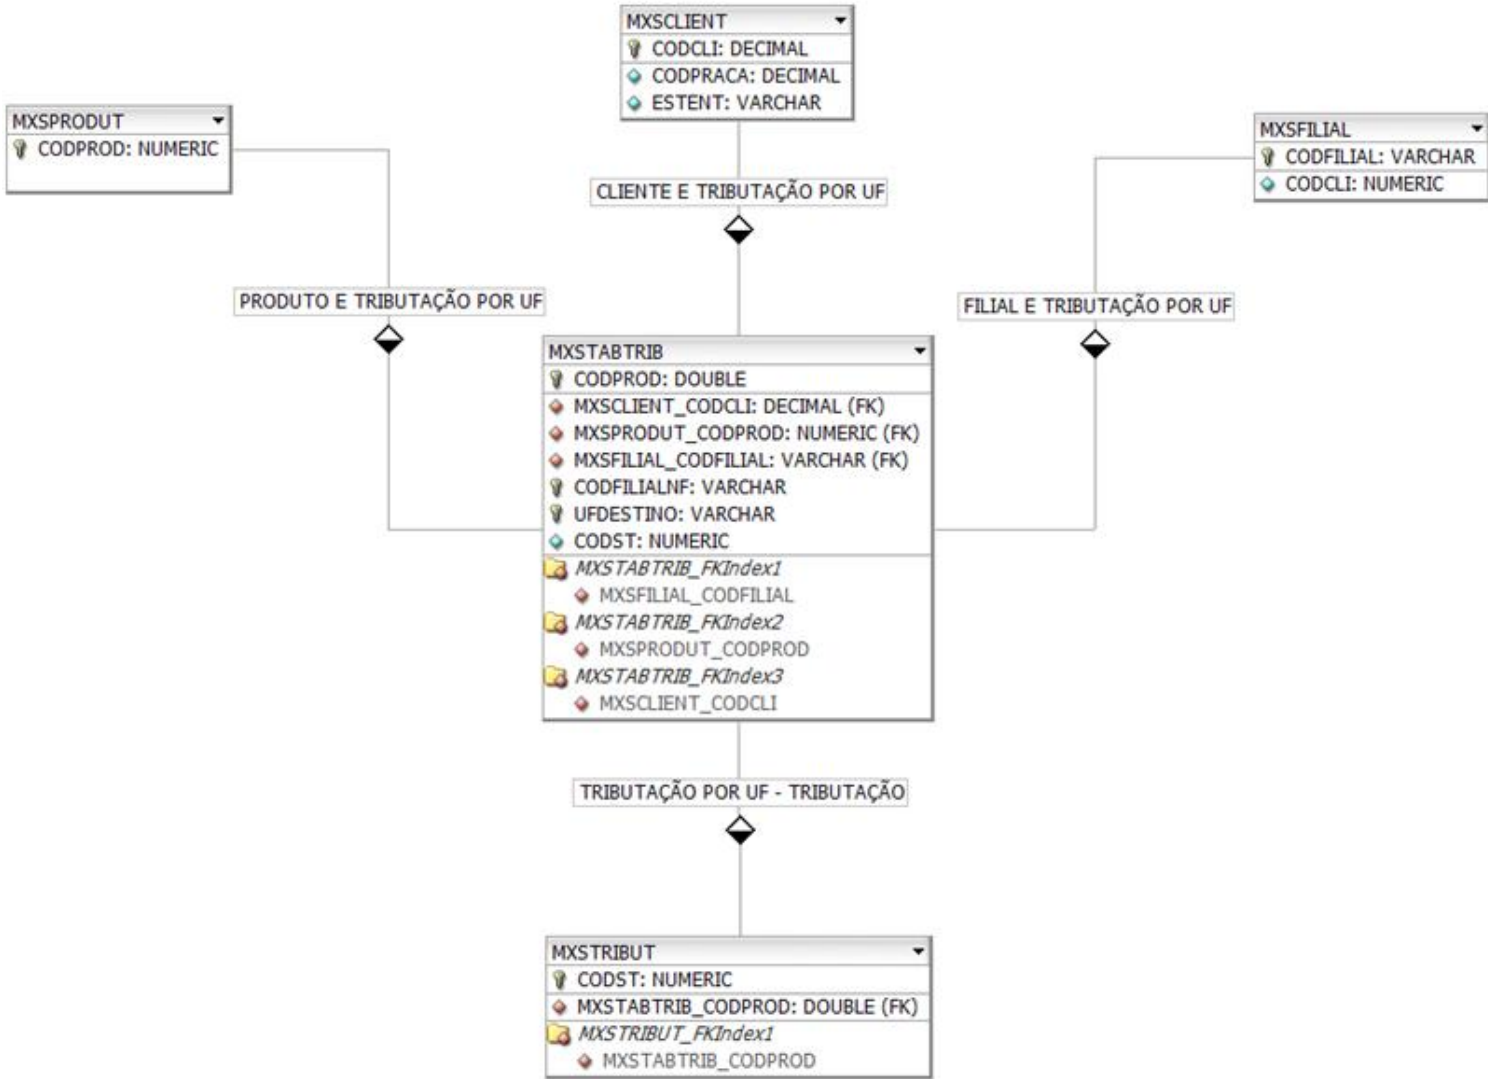 MXSCLIENT
CODCLI: DECIMAL
CODPRACA: DECIMAL
ESTENT: VARCHAR
MXSPRODUT
CODPROD: NUMERIC
MXSFILIAL
CODFILIAL: VARCHAR
CODCLI: NUMERIC
CLIENTE E TRIBUTAÇÃO POR UF
PRODUTO E TRIBUTAÇÃO POR UF
FILIAL E TRIBUTAÇÃO POR UF
MXSTABTRIB
CODPROD: DOUBLE
MXSCLIENT_CODCLI: DECIMAL (FK)
MXSPRODUT_CODPROD: NUMERIC (FK)
MXSFILIAL_CODFILIAL: VARCHAR (FK)
CODFILIALNF: VARCHAR
UFDESTINO: VARCHAR
CODST: NUMERIC
MXSTABTRIB_FKIndex1
MXSFILIAL_CODFILIAL
MXSTABTRIB_FKIndex2
MXSPRODUT_CODPROD
MXSTABTRIB_FKIndex3
MXSCLIENT_CODCLI
TRIBUTAÇÃO POR UF - TRIBUTAÇÃO
MXSTRIBUT
CODST: NUMERIC
MXSTABTRIB_CODPROD: DOUBLE (FK)
MXSTRIBUT_FKIndex1
MXSTABTRIB_CODPROD